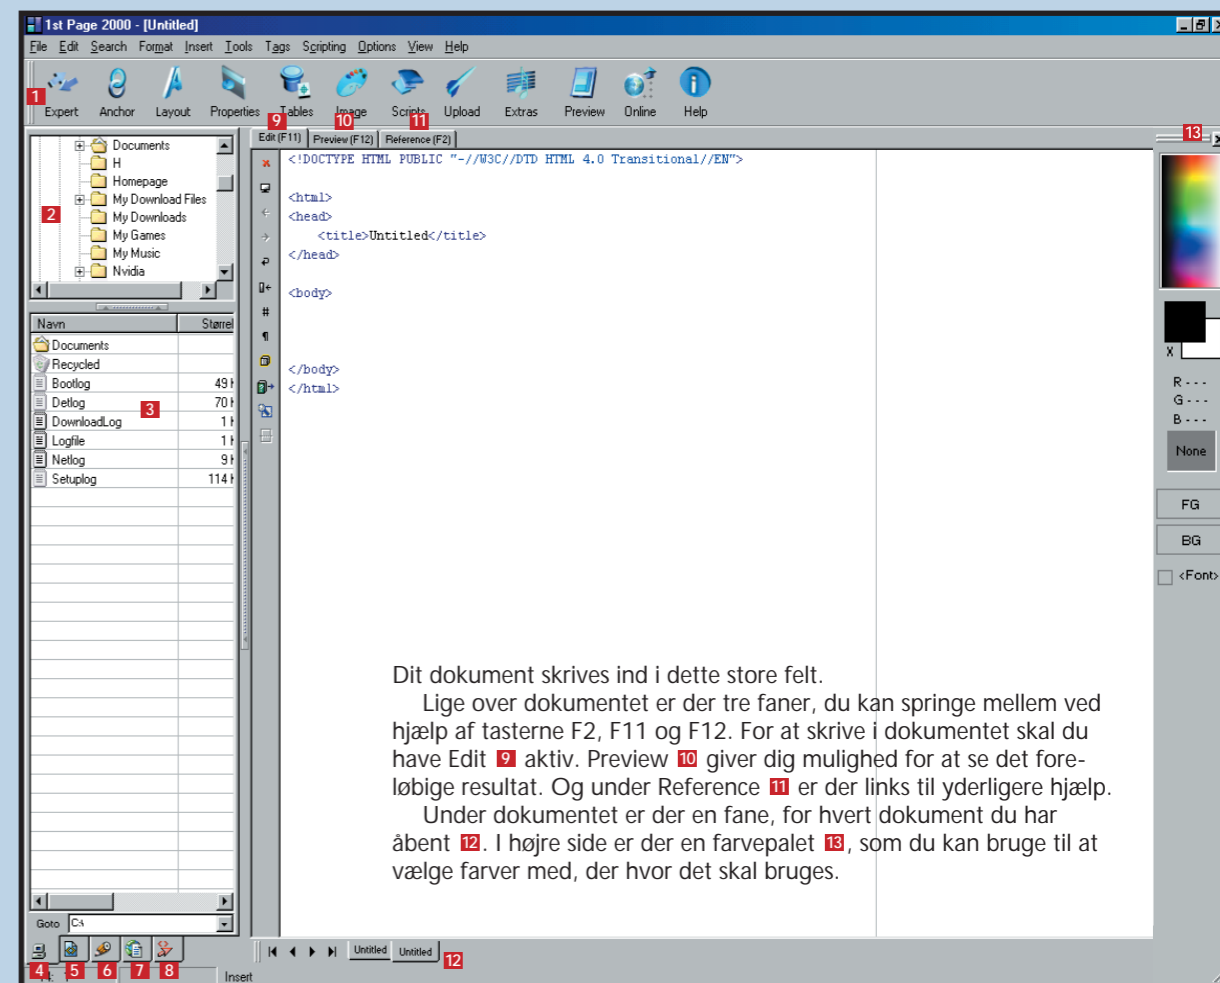 1st Page 2000 - [Untitled]
File Edit Search Format Insert Tools Tags Scripting Options View Help
1
Expert Anchor Layout Properties Tables Image Scripts Upload Extras Preview Online Help
9 10 11 13
Edit (F11) Preview (F12) Reference (F2)
Documents
H
Homepage
My Download Files
2 My Downloads
My Games
My Music
Nvidia
<!DOCTYPE HTML PUBLIC "-//W3C//DTD HTML 4.0 Transitional//EN">
<html>
<head>
<title>Untitled</title>
</head>
<body>
</body>
</html>
Navn Størrel
Documents
Recycled
Bootlog 49
Detlog 70
3
DownloadLog 1
Logfile 1
Netlog 9
Setuplog 114
X
R - - -
G - - -
B - - -
None
FG
BG
<Font>
Dit dokument skrives ind i dette store felt.
Lige over dokumentet er der tre faner, du kan springe mellem ved
hjælp af tasterne F2, F11 og F12. For at skrive i dokumentet skal du
have Edit 9 aktiv. Preview 10 giver dig mulighed for at se det fore-
løbige resultat. Og under Reference 11 er der links til yderligere hjælp.
Under dokumentet er der en fane, for hvert dokument du har
åbent 12. I højre side er der en farvepalet 13, som du kan bruge til at
vælge farver med, der hvor det skal bruges.
Goto C:\
Untitled Untitled 12
4 5 6 7 8
Insert